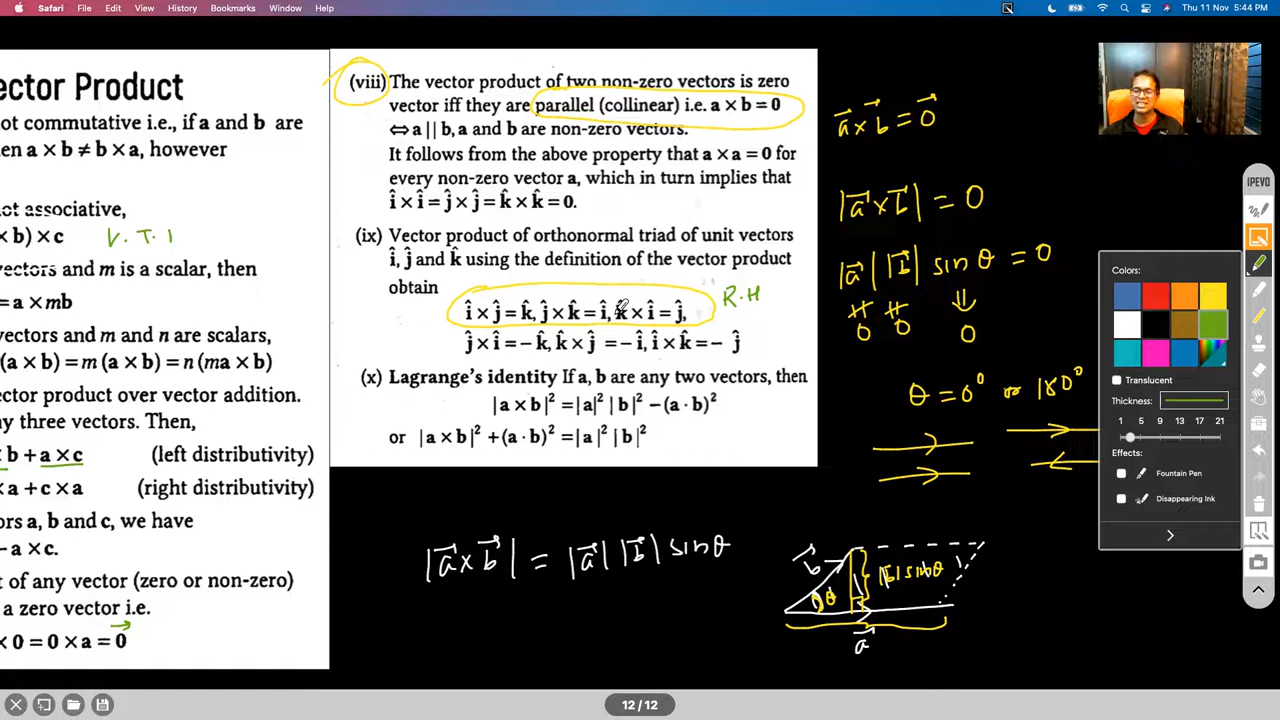 Safari File Edit View History Bookmarks Window Help
Thu 11 Nov 5:44 PM
ector Product
ot commutative i.e., if a and b are
en a × b ≠ b × a, however
ot associative,
× b) × c V. T. I
vectors and m is a scalar, then
= a × mb
vectors and m and n are scalars,
(a × b) = m (a × b) = n (ma × b)
vector product over vector addition.
ny three vectors. Then,
× b + a × c (left distributivity)
× a + c × a (right distributivity)
ors a, b and c, we have
– a × c.
t of any vector (zero or non-zero)
a zero vector i.e.
× 0 = 0 × a = 0
(viii) The vector product of two non-zero vectors is zero
vector iff they are parallel (collinear) i.e. a × b = 0
⇔ a || b, a and b are non-zero vectors.
It follows from the above property that a × a = 0 for
every non-zero vector a, which in turn implies that
î × î = ĵ × ĵ = k̂ × k̂ = 0.
(ix) Vector product of orthonormal triad of unit vectors
î, ĵ and k̂ using the definition of the vector product
obtain
î × ĵ = k̂, ĵ × k̂ = î, k̂ × î = ĵ, R.H
ĵ × î = – k̂, k̂ × ĵ = – î, î × k̂ = – ĵ
(x) Lagrange's identity If a, b are any two vectors, then
| a × b |² = | a |² | b |² – (a · b)²
or | a × b |² + (a · b)² = | a |² | b |²
a⃗ × b⃗ = 0⃗
|a⃗ × b⃗| = 0
|a⃗| |b⃗| sin θ = 0
0 0 0
θ = 0° or 180°
|a⃗ × b⃗| = |a⃗| |b⃗| sin θ
b⃗
θ
|b| sin θ
a⃗
IPEVO
Colors:
Translucent
Thickness:
1 5 9 13 17 21
Effects:
Fountain Pen
Disappearing Ink
12 / 12